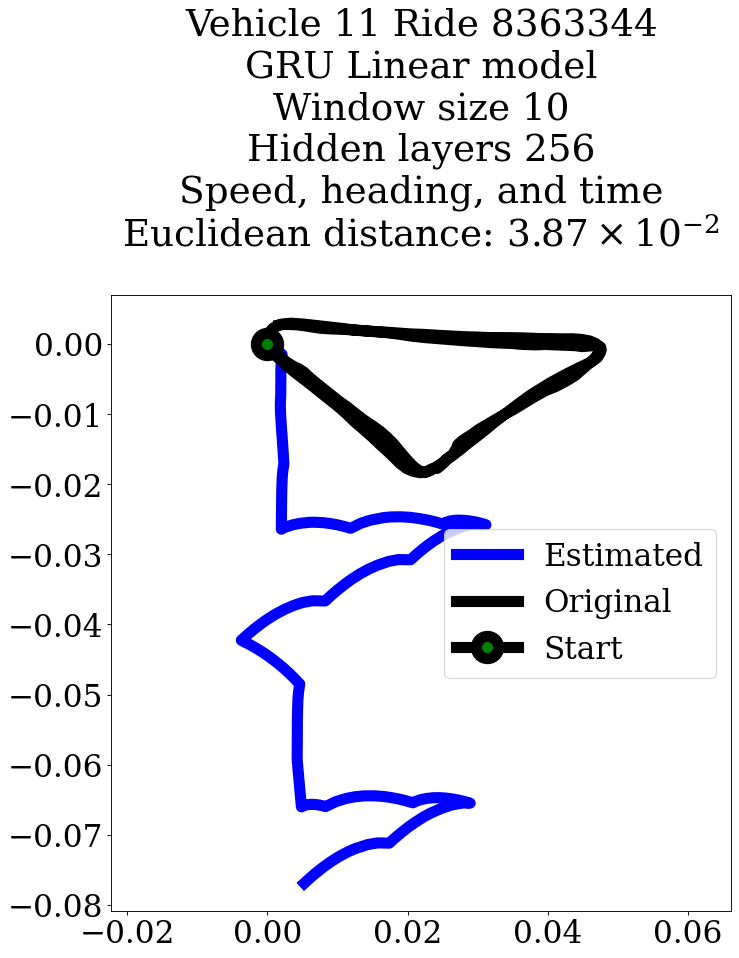 Vehicle 11 Ride 8363344
GRU Linear model
Window size 10
Hidden layers 256
Speed, heading, and time
Euclidean distance: 3.87 × 10⁻²
0.00
−0.01
−0.02
−0.03
−0.04
−0.05
−0.06
−0.07
−0.08
Estimated
Original
Start
−0.02 0.00 0.02 0.04 0.06